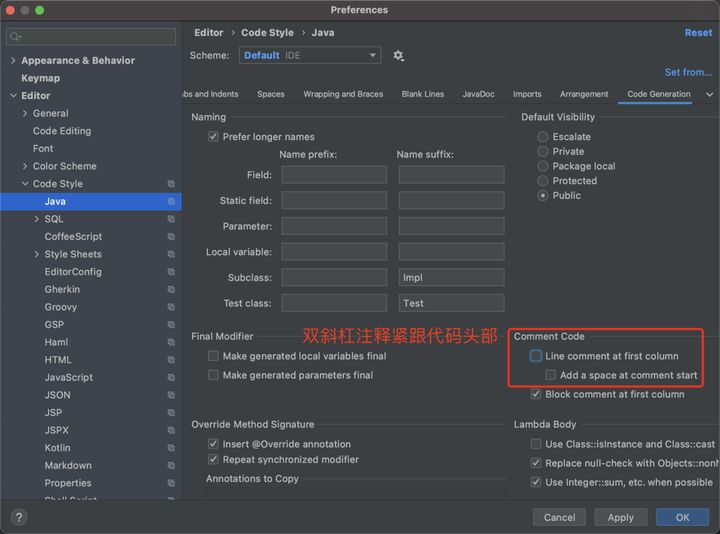 Preferences
Editor › Code Style › Java
Reset
Scheme: Default IDE
Set from...
Appearance & Behavior
Keymap
Editor
General
Code Editing
Font
Color Scheme
Code Style
Java
SQL
CoffeeScript
Style Sheets
EditorConfig
Gherkin
Groovy
GSP
Haml
HTML
JavaScript
JSON
JSP
JSPX
Kotlin
Markdown
Properties
Shell Script
bs and Indents Spaces Wrapping and Braces Blank Lines JavaDoc Imports Arrangement Code Generation
Naming
Prefer longer names
Name prefix: Name suffix:
Field:
Static field:
Parameter:
Local variable:
Subclass: Impl
Test class: Test
Default Visibility
Escalate
Private
Package local
Protected
Public
双斜杠注释紧跟代码头部
Final Modifier
Make generated local variables final
Make generated parameters final
Comment Code
Line comment at first column
Add a space at comment start
Block comment at first column
Override Method Signature
Insert @Override annotation
Repeat synchronized modifier
Annotations to Copy
Lambda Body
Use Class::isInstance and Class::cast
Replace null-check with Objects::nonN
Use Integer::sum, etc. when possible
?
Cancel Apply OK